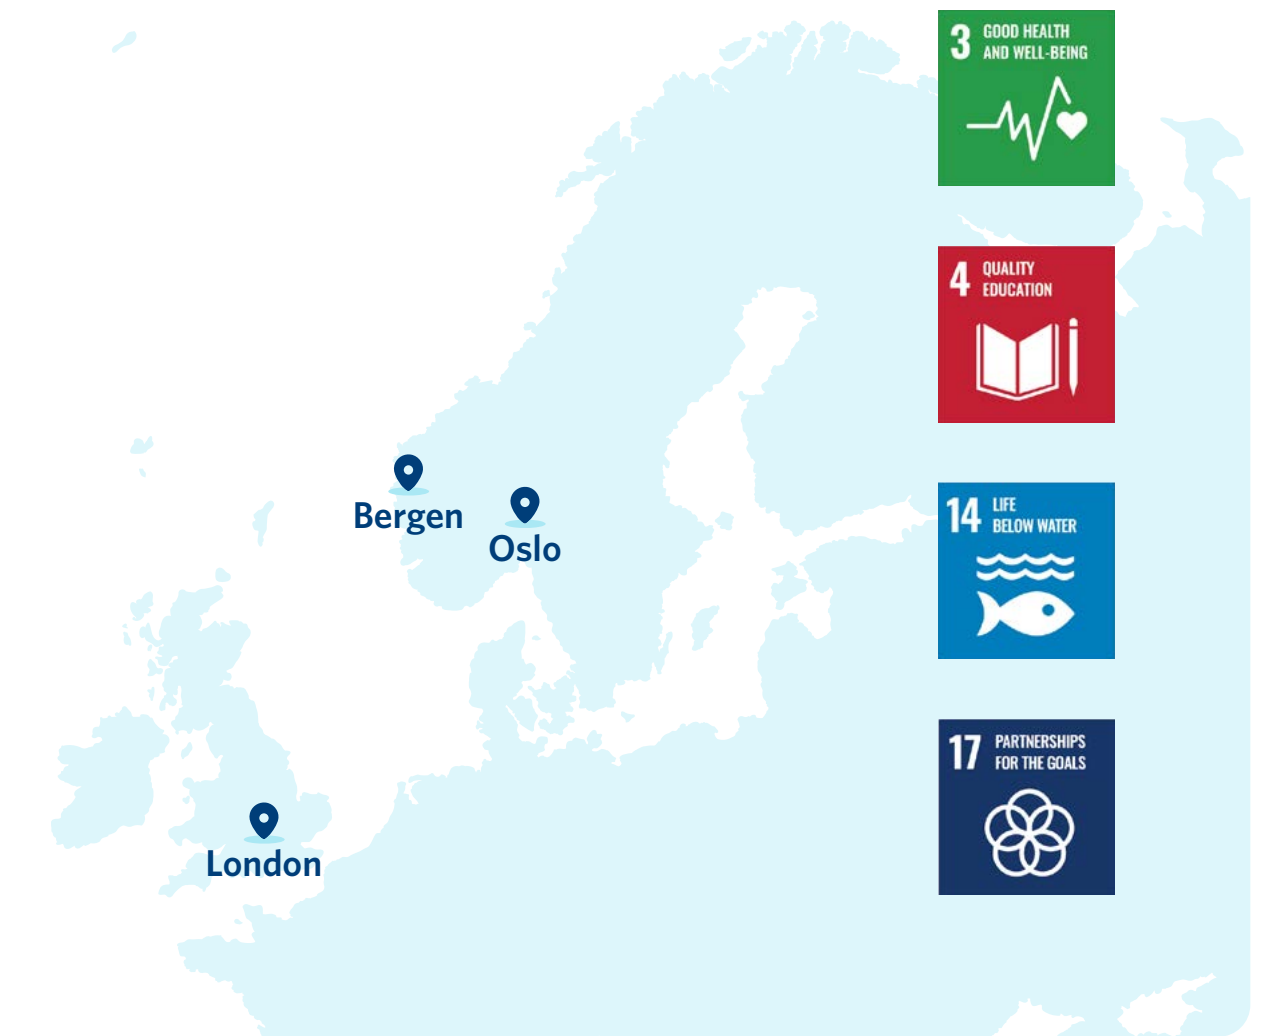 3 GOOD HEALTH
AND WELL-BEING
4 QUALITY
EDUCATION
Bergen
Oslo
14 LIFE
BELOW WATER
17 PARTNERSHIPS
FOR THE GOALS
London